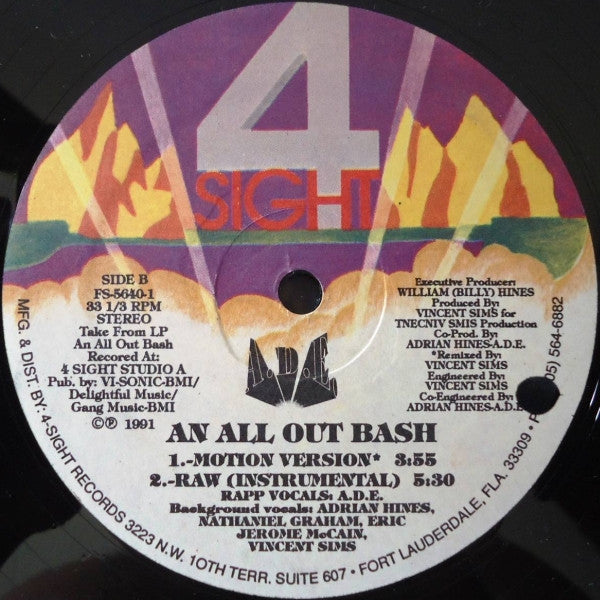 4
SIGHT
SIDE B
FS-5640-1
33 1/3 RPM
STEREO
Take From LP
An All Out Bash
Recored At:
4 SIGHT STUDIO A
Pub. by: VI-SONIC-BMI/
Delightful Music/
Gang Music-BMI
©℗ 1991
Executive Producer:
WILLIAM (BILLY) HINES
Produced By:
VINCENT SIMS for
TNECNIV SMIS Production
Co-Prod. By:
ADRIAN HINES-A.D.E.
*Remixed By:
VINCENT SIMS
Engineered By
VINCENT SIMS
Co-Engineered By
ADRIAN HINES-A.D.E.
A.D.E
AN ALL OUT BASH
1.-MOTION VERSION* 3:55
2.-RAW (INSTRUMENTAL) 5:30
RAPP VOCALS: A.D.E.
Background vocals: ADRIAN HINES,
NATHANIEL GRAHAM, ERIC
JEROME McCAIN,
VINCENT SIMS
MFG. & DIST. BY: 4-SIGHT RECORDS 3223 N.W. 10TH TERR. SUITE 607 • FORT LAUDERDALE, FLA. 33309 • 05) 564-6882